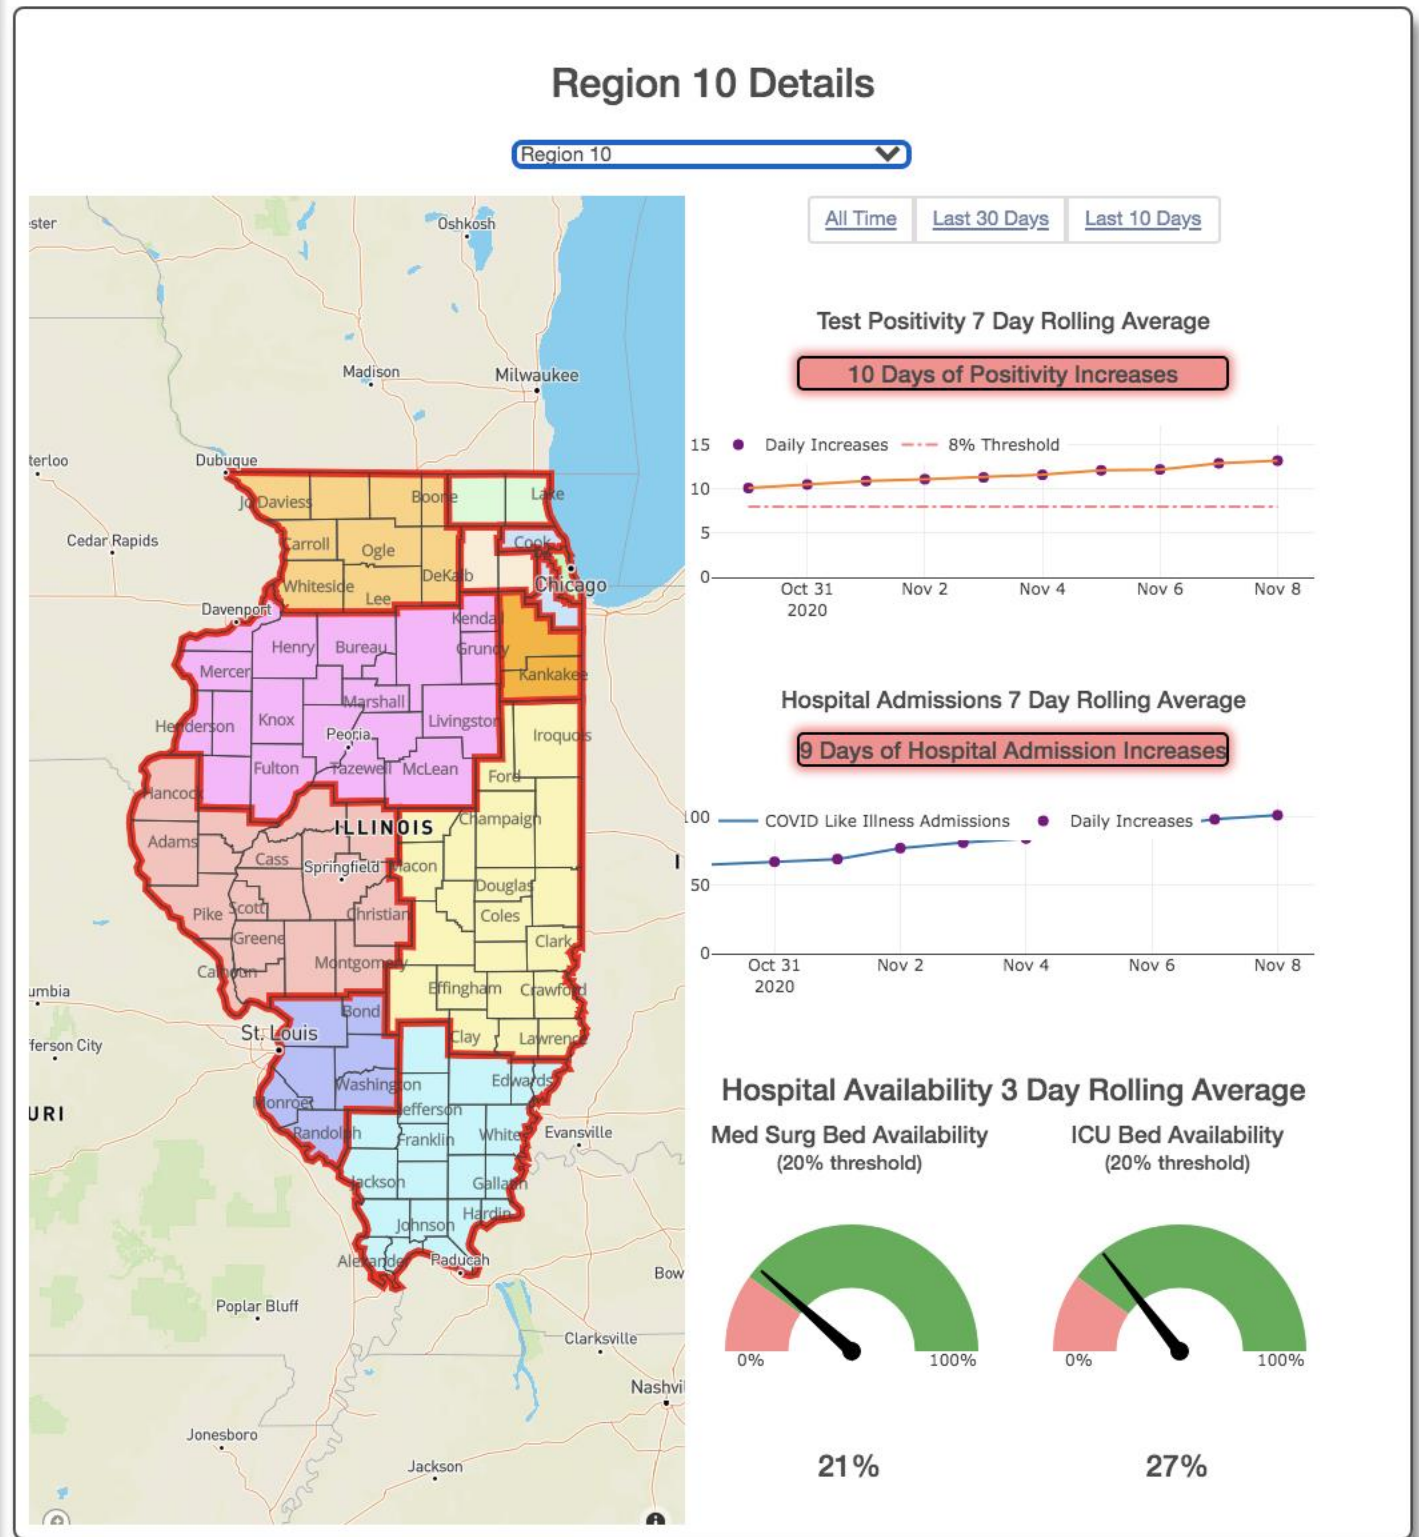 Region 10 Details
Region 10
Oshkosh
Madison
Milwaukee
Dubuque
Jo Daviess
Boone
Lake
Cedar Rapids
Carroll
Ogle
Cook
DeKalb
Chicago
Whiteside
Lee
Davenport
Kendall
Henry
Bureau
Grundy
Mercer
Kankakee
Marshall
Henderson
Knox
Livingston
Peoria
Iroquois
Fulton
Tazewell
McLean
Ford
Hancock
Champaign
ILLINOIS
Adams
Cass
Springfield
Macon
Douglas
Pike
Scott
Christian
Coles
Greene
Clark
Montgomery
Calhoun
Effingham
Crawford
Bond
St. Louis
Clay
Lawrence
Washington
Edwards
Monroe
Jefferson
Randolph
Franklin
White
Evansville
Jackson
Gallatin
Johnson
Hardin
Alexander
Paducah
Poplar Bluff
Clarksville
Jonesboro
Jackson
All Time
Last 30 Days
Last 10 Days
Test Positivity 7 Day Rolling Average
10 Days of Positivity Increases
Daily Increases
8% Threshold
15
10
5
0
Oct 31
2020
Nov 2
Nov 4
Nov 6
Nov 8
Hospital Admissions 7 Day Rolling Average
9 Days of Hospital Admission Increases
COVID Like Illness Admissions
Daily Increases
100
50
0
Oct 31
2020
Nov 2
Nov 4
Nov 6
Nov 8
Hospital Availability 3 Day Rolling Average
Med Surg Bed Availability
(20% threshold)
0%
100%
21%
ICU Bed Availability
(20% threshold)
0%
100%
27%